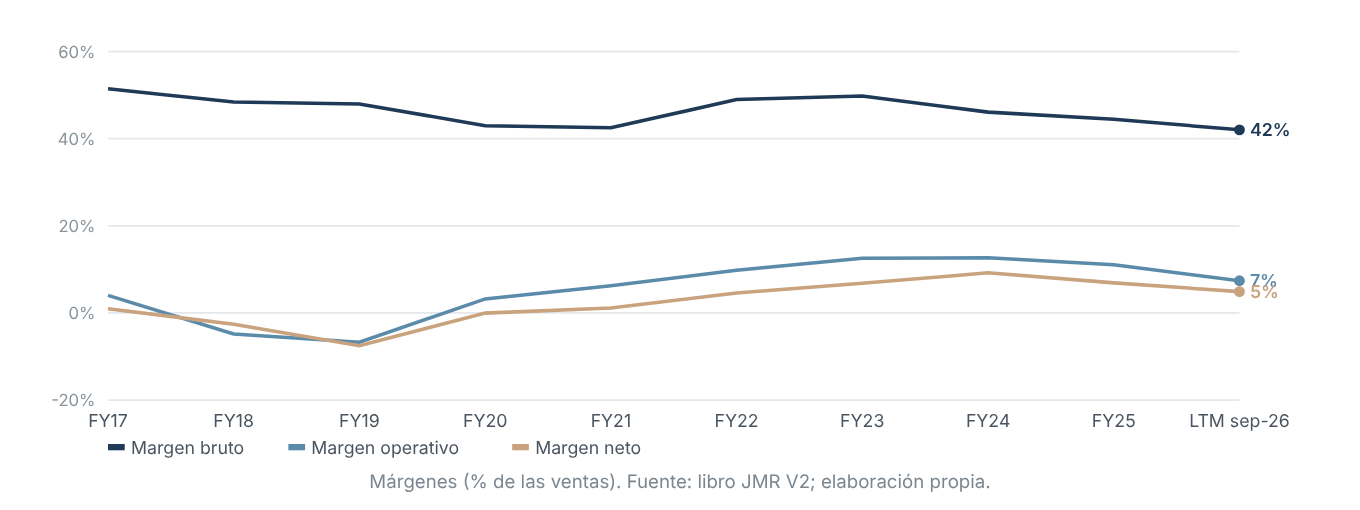 60%
40%
20%
0%
-20%
42%
7%
5%
FY17 FY18 FY19 FY20 FY21 FY22 FY23 FY24 FY25 LTM sep-26
Margen bruto Margen operativo Margen neto
Márgenes (% de las ventas). Fuente: libro JMR V2; elaboración propia.